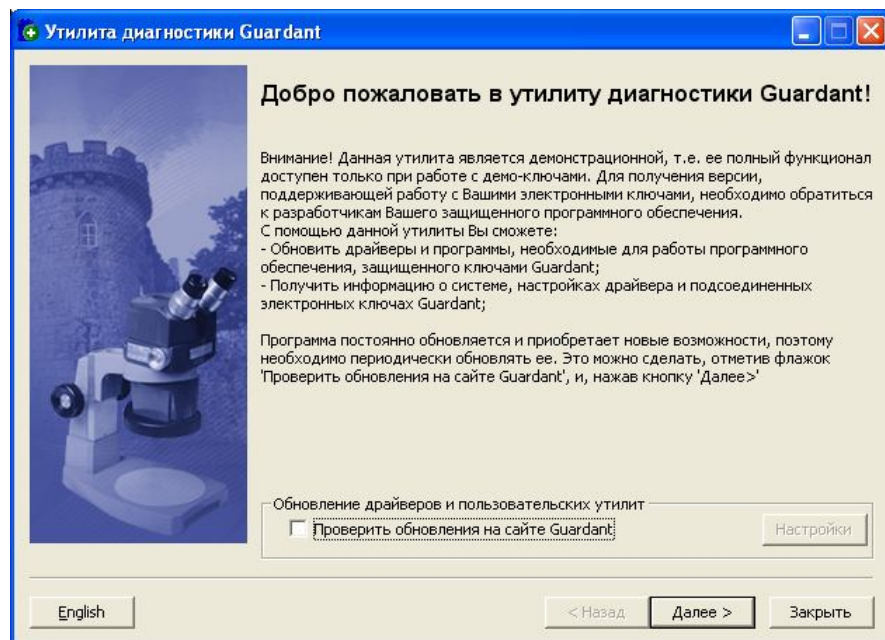 Утилита диагностики Guardant
Добро пожаловать в утилиту диагностики Guardant!
Внимание! Данная утилита является демонстрационной, т.е. ее полный функционал
доступен только при работе с демо-ключами. Для получения версии,
поддерживающей работу с Вашими электронными ключами, необходимо обратиться
к разработчикам Вашего защищенного программного обеспечения.
С помощью данной утилиты Вы сможете:
- Обновить драйверы и программы, необходимые для работы программного
обеспечения, защищенного ключами Guardant;
- Получить информацию о системе, настройках драйвера и подсоединенных
электронных ключах Guardant;
Программа постоянно обновляется и приобретает новые возможности, поэтому
необходимо периодически обновлять ее. Это можно сделать, отметив флажок
'Проверить обновления на сайте Guardant', и, нажав кнопку 'Далее>'
Обновление драйверов и пользовательских утилит
Проверить обновления на сайте Guardant
Настройки
English
< Назад
Далее >
Закрыть